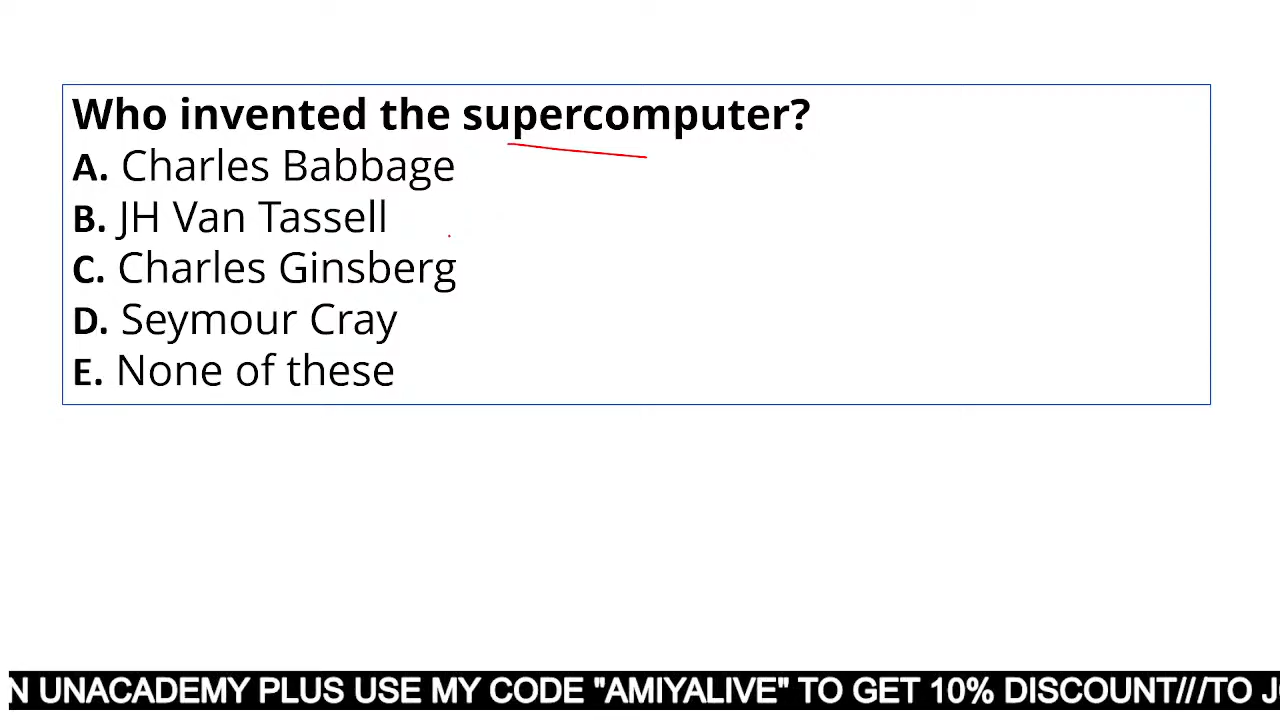 Who invented the supercomputer?
A. Charles Babbage
B. JH Van Tassell
C. Charles Ginsberg
D. Seymour Cray
E. None of these
N UNACADEMY PLUS USE MY CODE "AMIYALIVE" TO GET 10% DISCOUNT///TO J